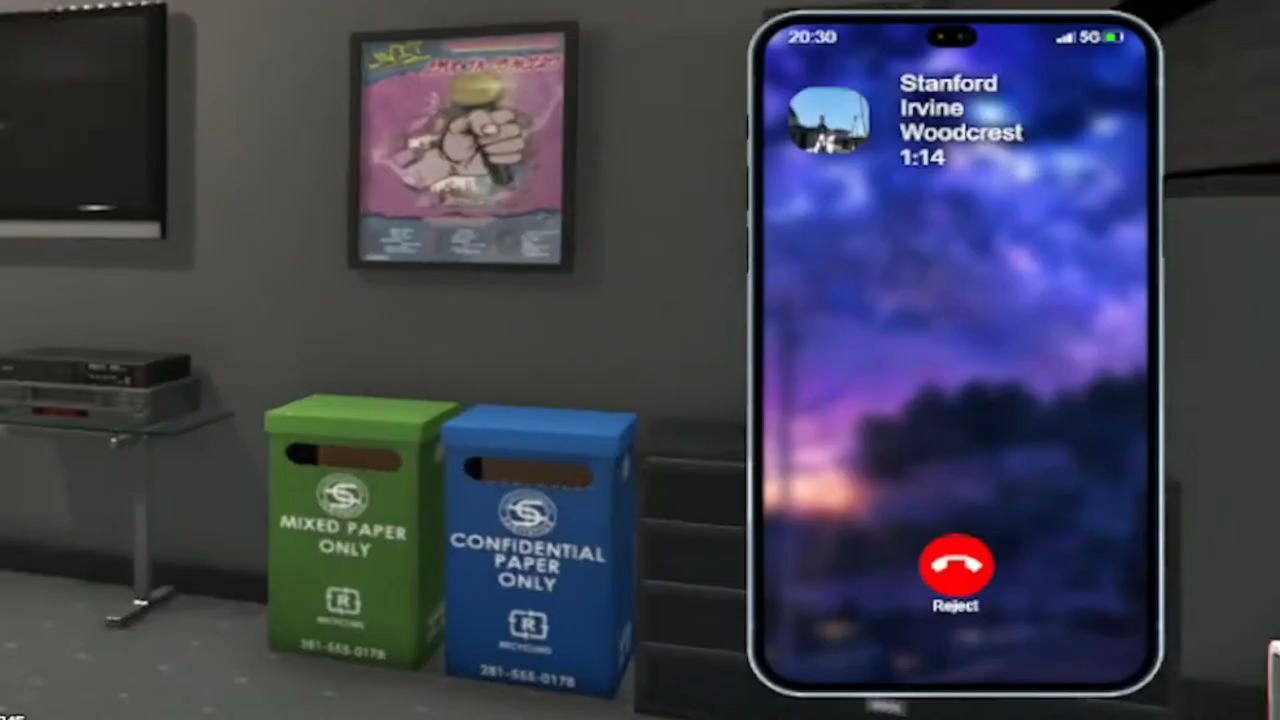 20:30
5G
Stanford
Irvine
Woodcrest
1:14
Reject
MIXED PAPER
ONLY
R
RECYCLING
281-555-0178
CONFIDENTIAL
PAPER
ONLY
R
RECYCLING
281-555-0178